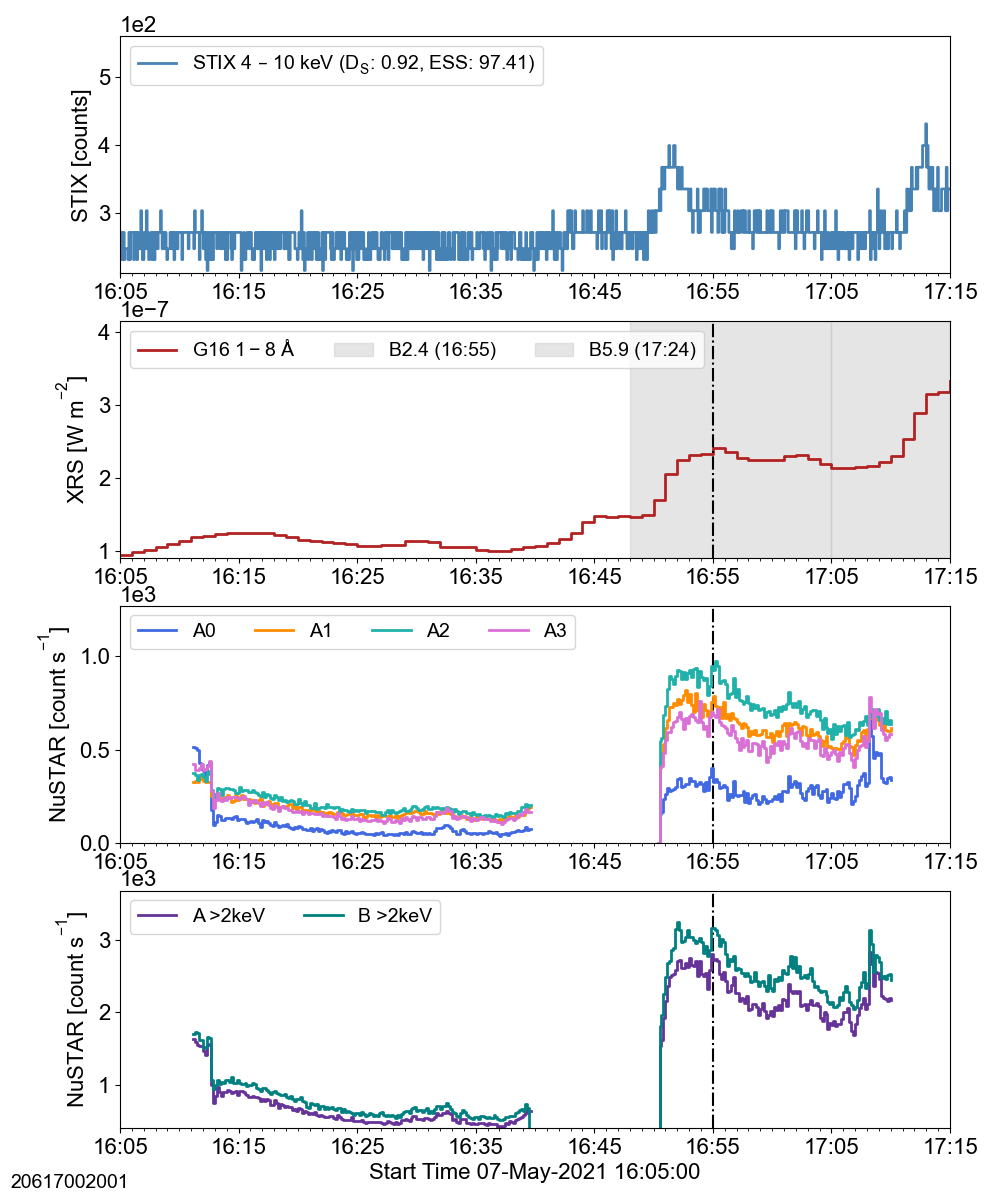 1e2
STIX 4 – 10 keV (DS: 0.92, ESS: 97.41)
5
4
3
STIX [counts]
16:05 16:15 16:25 16:35 16:45 16:55 17:05 17:15
1e−7
G16 1 – 8 Å B2.4 (16:55) B5.9 (17:24)
4
3
2
1
XRS [W m−2]
16:05 16:15 16:25 16:35 16:45 16:55 17:05 17:15
1e3
A0 A1 A2 A3
1.0
0.5
0.0
NuSTAR [count s−1]
16:05 16:15 16:25 16:35 16:45 16:55 17:05 17:15
1e3
A >2keV B >2keV
3
2
1
NuSTAR [count s−1]
16:05 16:15 16:25 16:35 16:45 16:55 17:05 17:15
Start Time 07-May-2021 16:05:00
20617002001